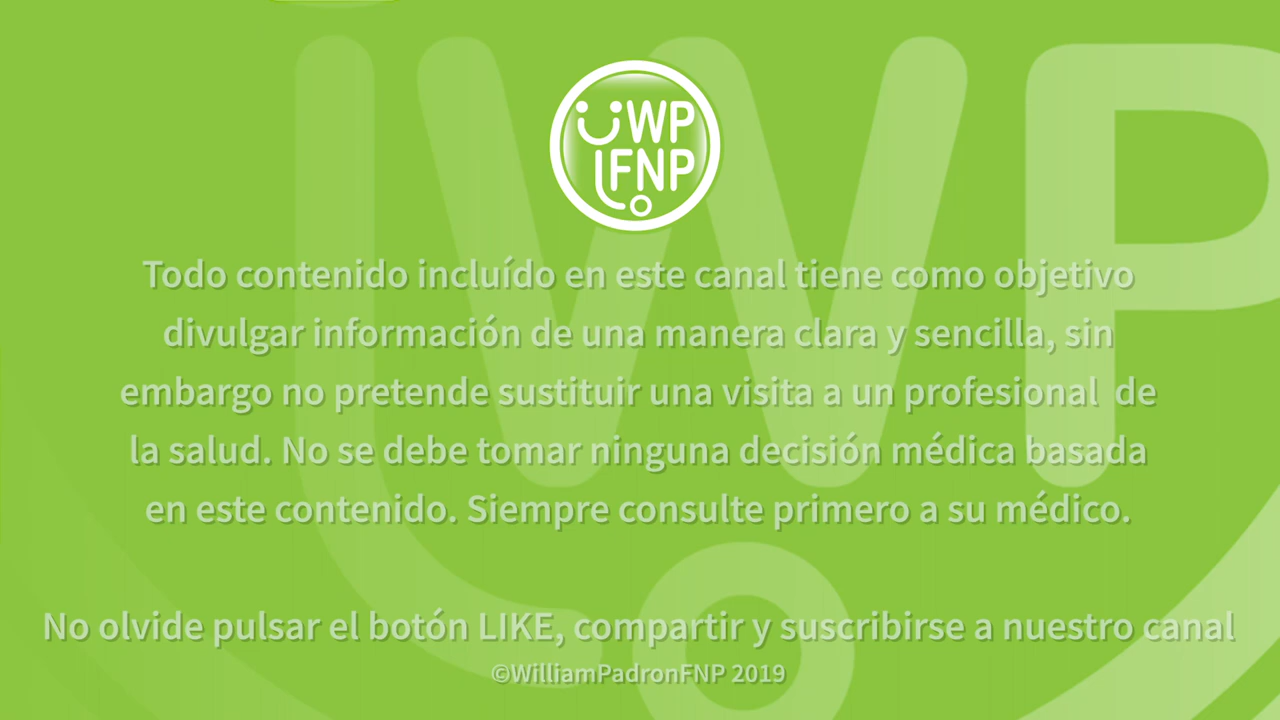 WP
FNP
Todo contenido incluído en este canal tiene como objetivo
divulgar información de una manera clara y sencilla, sin
embargo no pretende sustituir una visita a un profesional de
la salud. No se debe tomar ninguna decisión médica basada
en este contenido. Siempre consulte primero a su médico.
No olvide pulsar el botón LIKE, compartir y suscribirse a nuestro canal
©WilliamPadronFNP 2019
WP